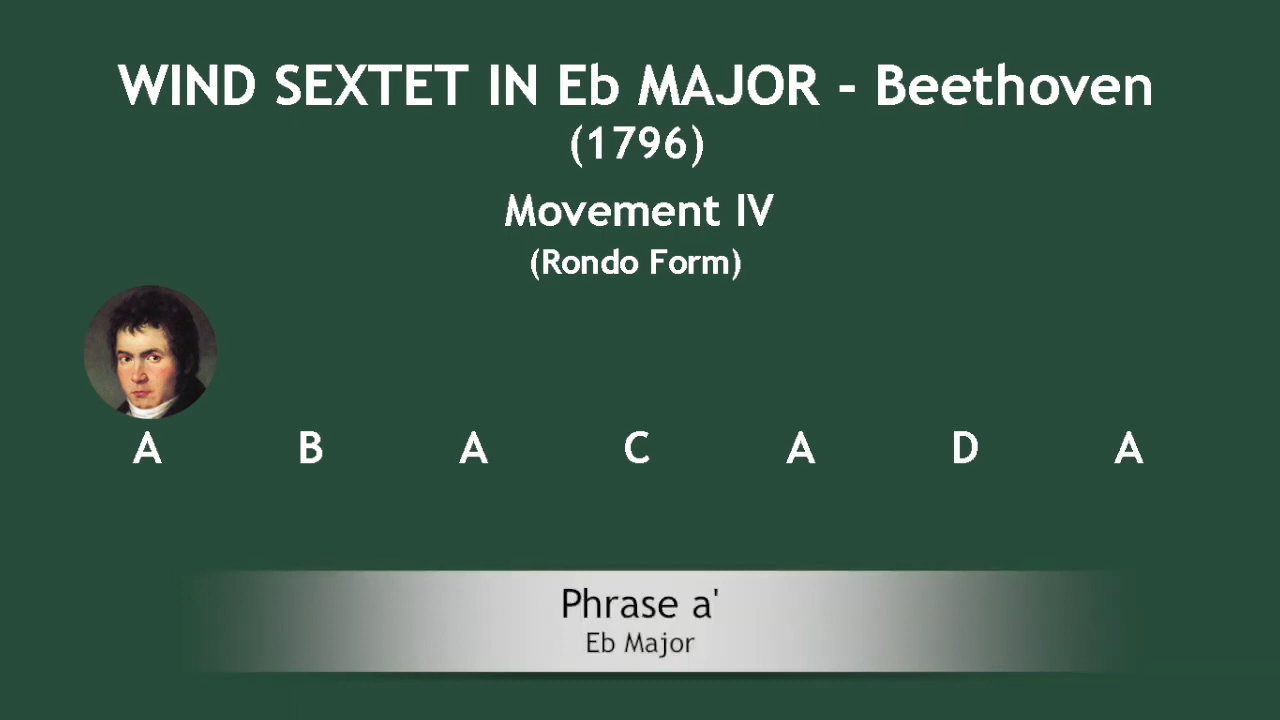 WIND SEXTET IN Eb MAJOR - Beethoven
(1796)
Movement IV
(Rondo Form)
A B A C A D A
Phrase a'
Eb Major